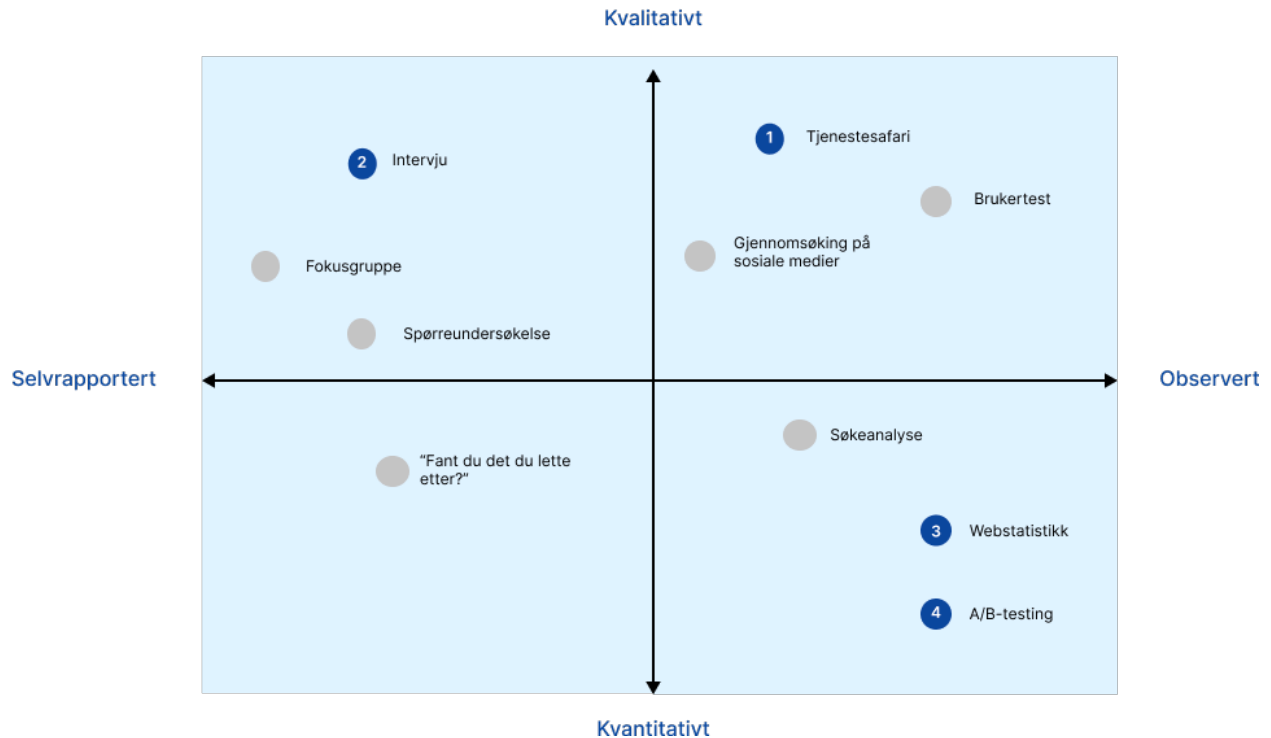 Kvalitativt
1 Tjenestesafari
2 Intervju
Brukertest
Gjennomsøking på
sosiale medier
Fokusgruppe
Spørreundersøkelse
Selvrapportert
Observert
Søkeanalyse
“Fant du det du lette
etter?”
3 Webstatistikk
4 A/B-testing
Kvantitativt